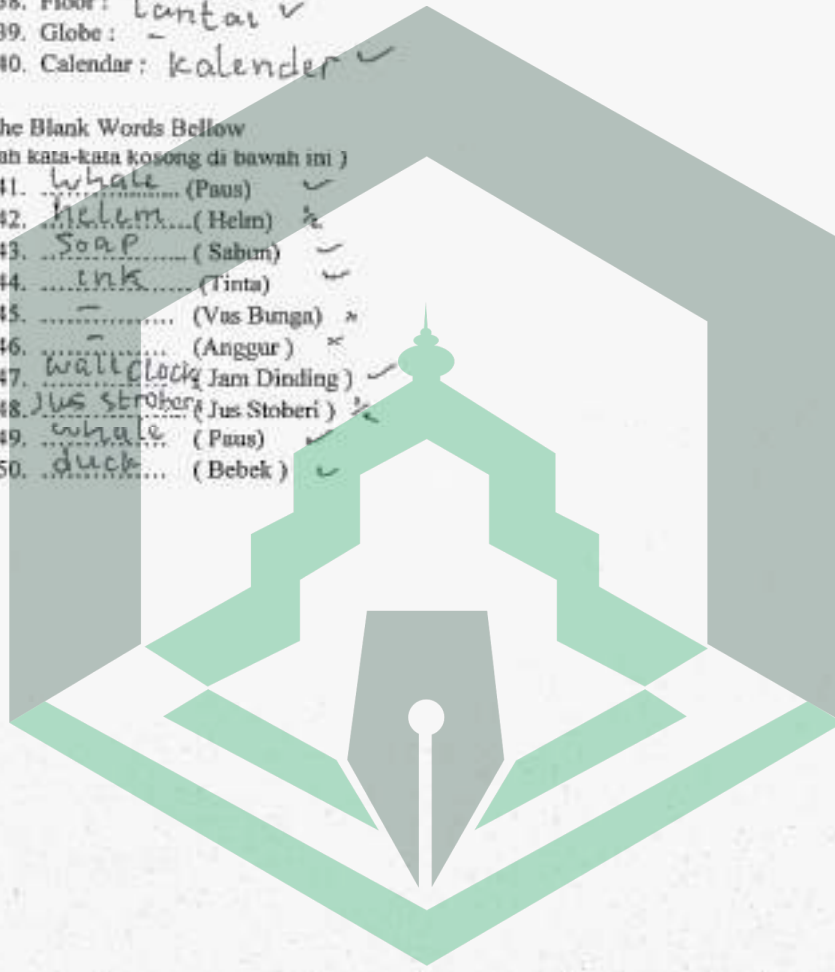 38. Floor : Lantai ✓
39. Globe : -
40. Calendar : kalender ✓
he Blank Words Bellow
ah kata-kata kosong di bawah ini )
41. whale (Paus) ✓
42. helem ( Helm) ×
43. Soap ( Sabun) ✓
44. ink (Tinta) ✓
45. - (Vas Bunga) ×
46. - (Anggur ) ×
47. wall Clock ( Jam Dinding ) ✓
48. Jus strober ( Jus Stoberi ) ×
49. whale ( Paus) ✓
50. duck ( Bebek ) ✓